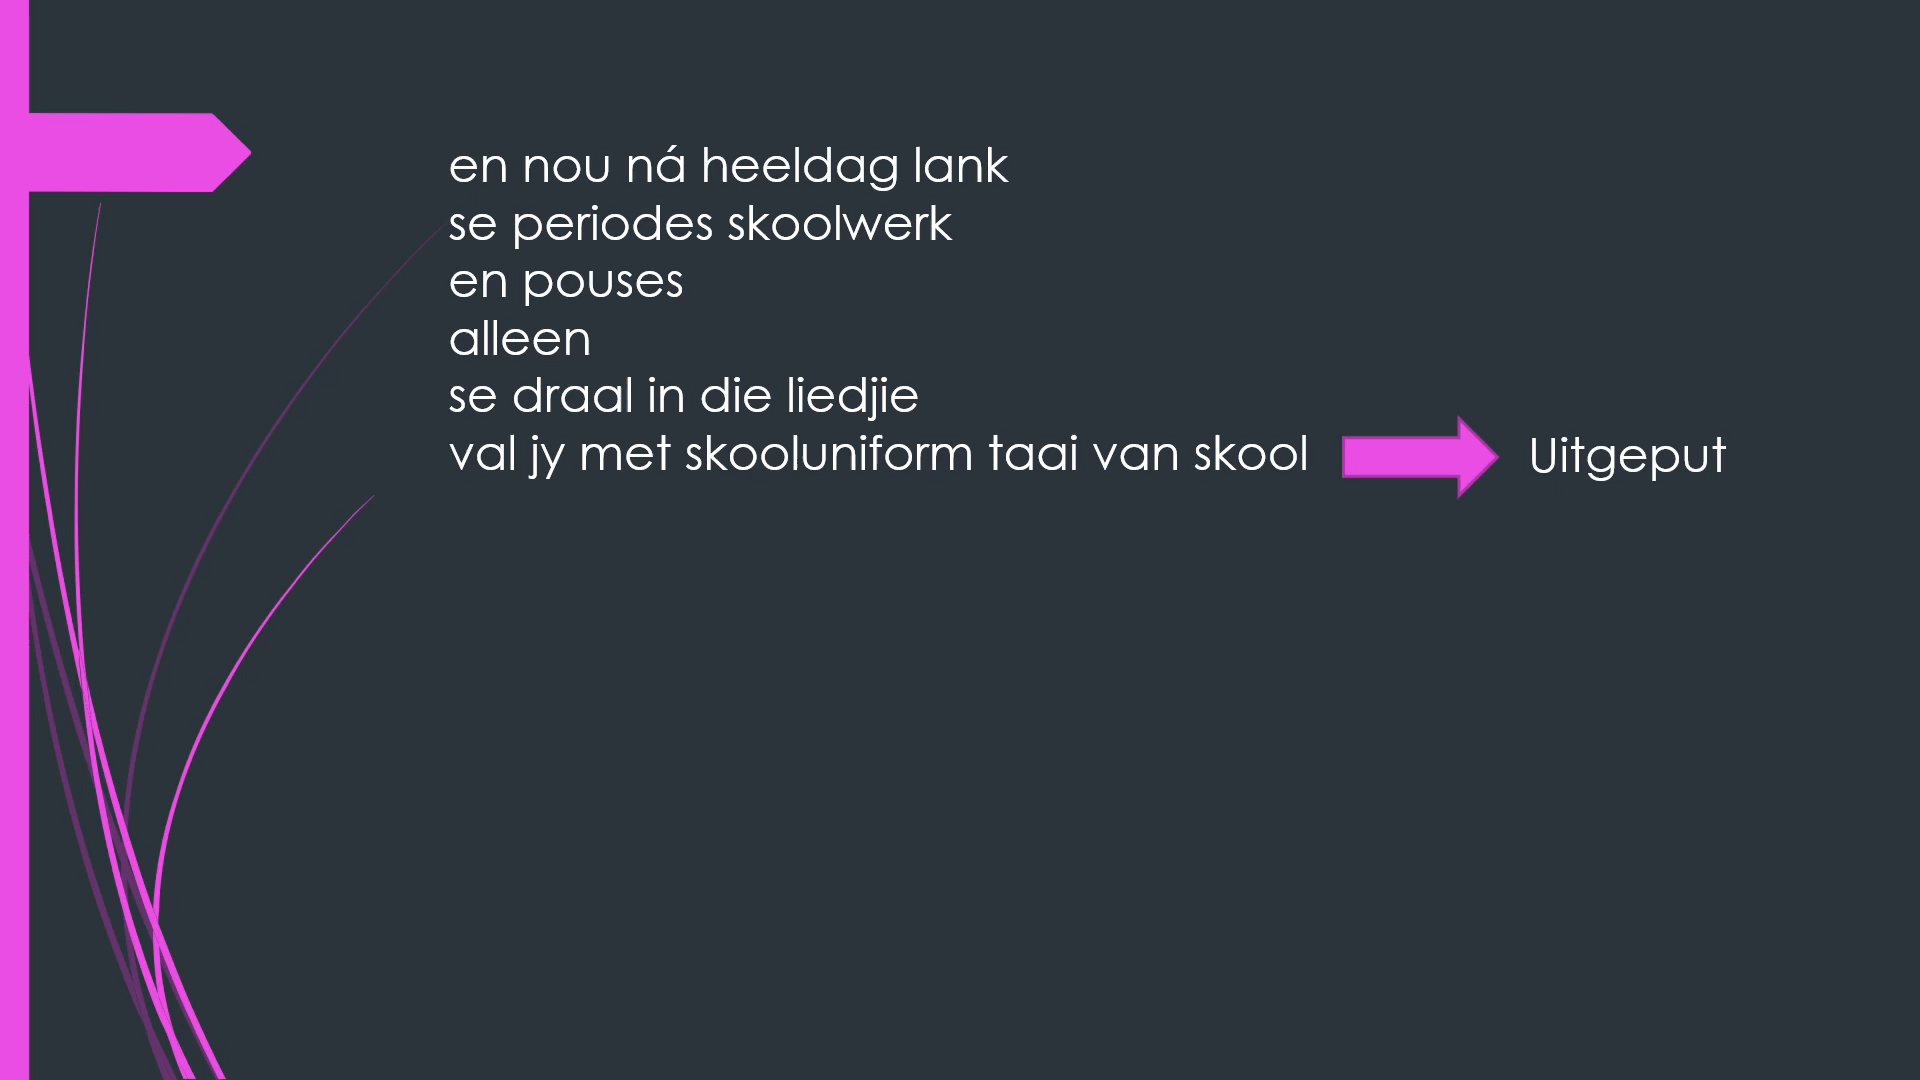 en nou ná heeldag lank
se periodes skoolwerk
en pouses
alleen
se draal in die liedjie
val jy met skooluniform taai van skool
Uitgeput